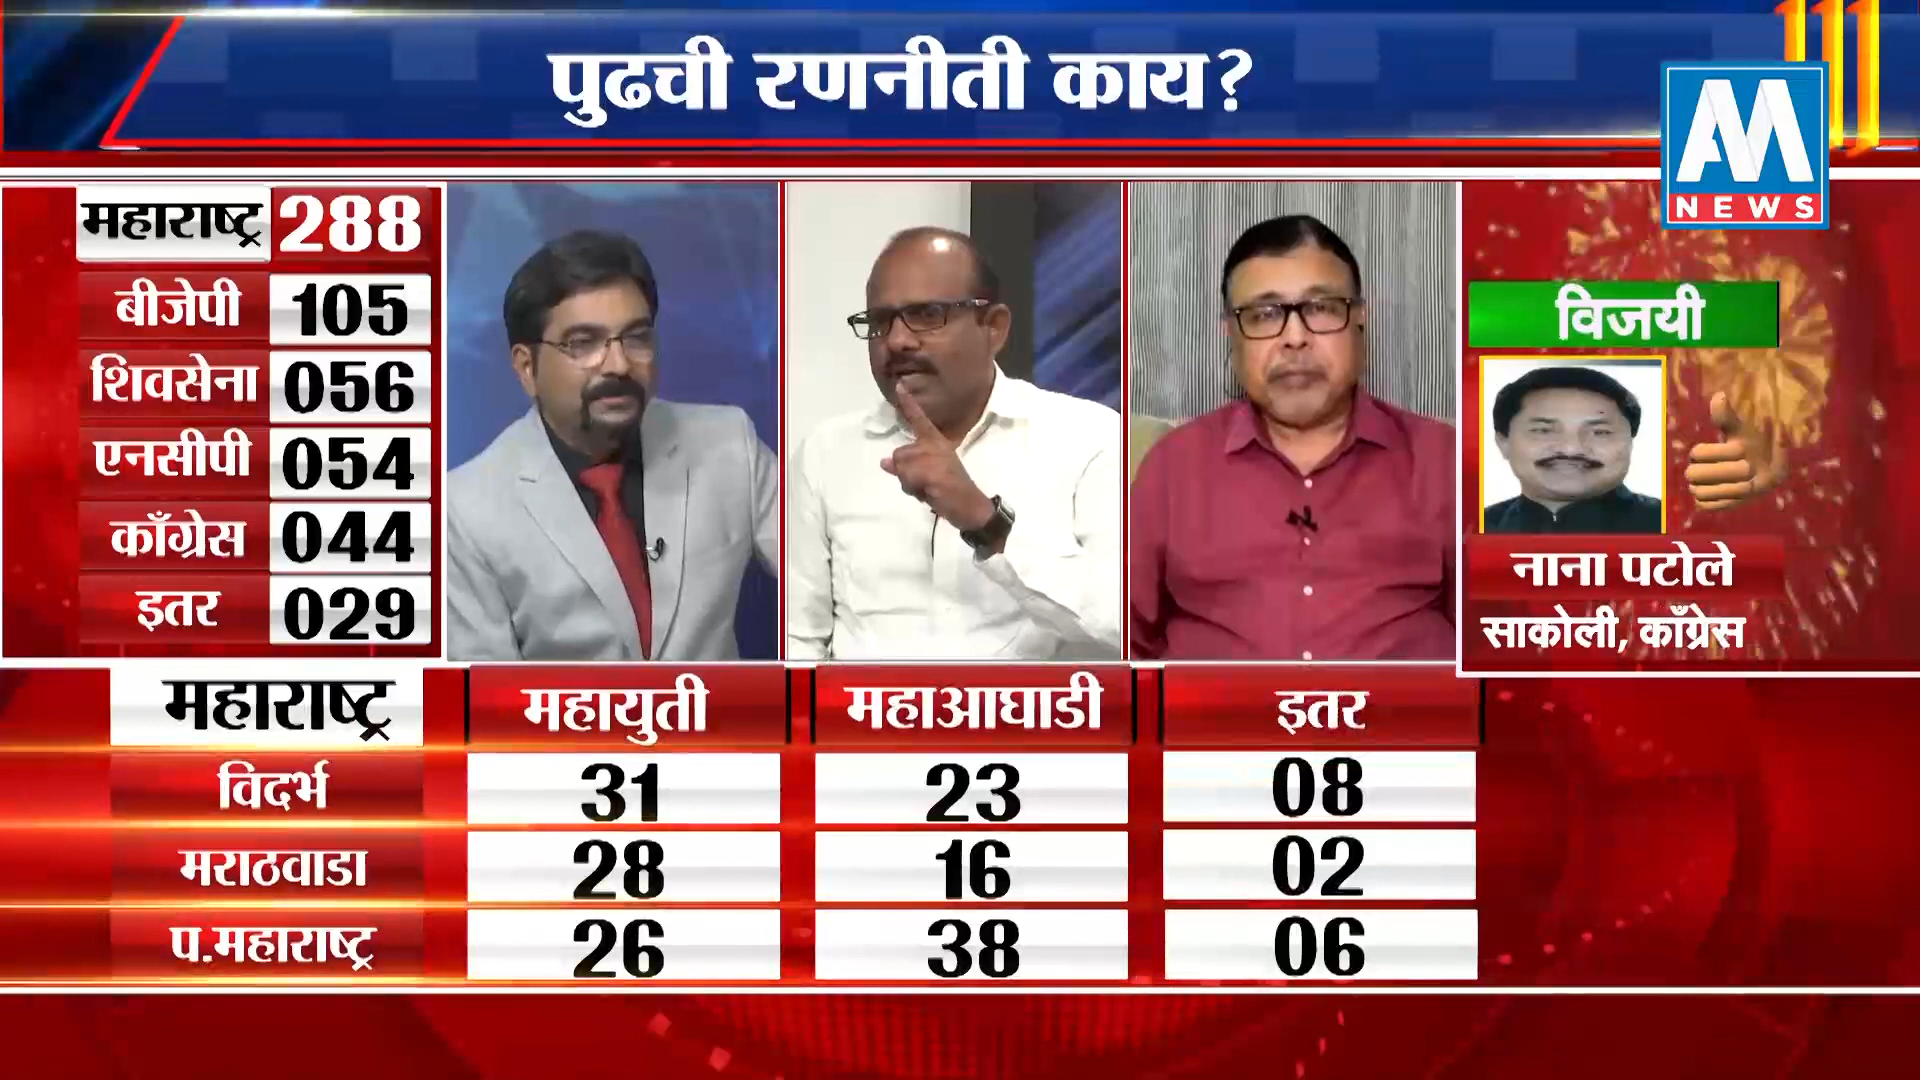 पुढची रणनीती काय?
AM
NEWS
महाराष्ट्र 288
बीजेपी 105
शिवसेना 056
एनसीपी 054
काँग्रेस 044
इतर 029
विजयी
नाना पटोले
साकोली, काँग्रेस
महाराष्ट्र महायुती महाआघाडी इतर
विदर्भ 31 23 08
मराठवाडा 28 16 02
प.महाराष्ट्र 26 38 06